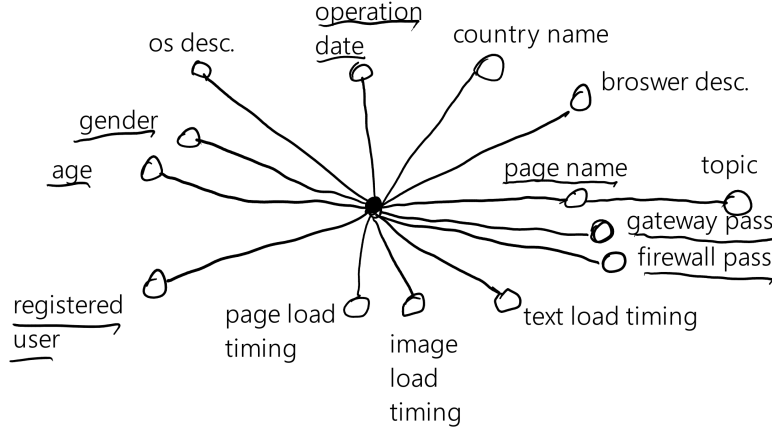 operation
date
os desc.
country name
broswer desc.
gender
age
page name
topic
gateway pass
firewall pass
registered
user
page load
timing
image
load
timing
text load timing